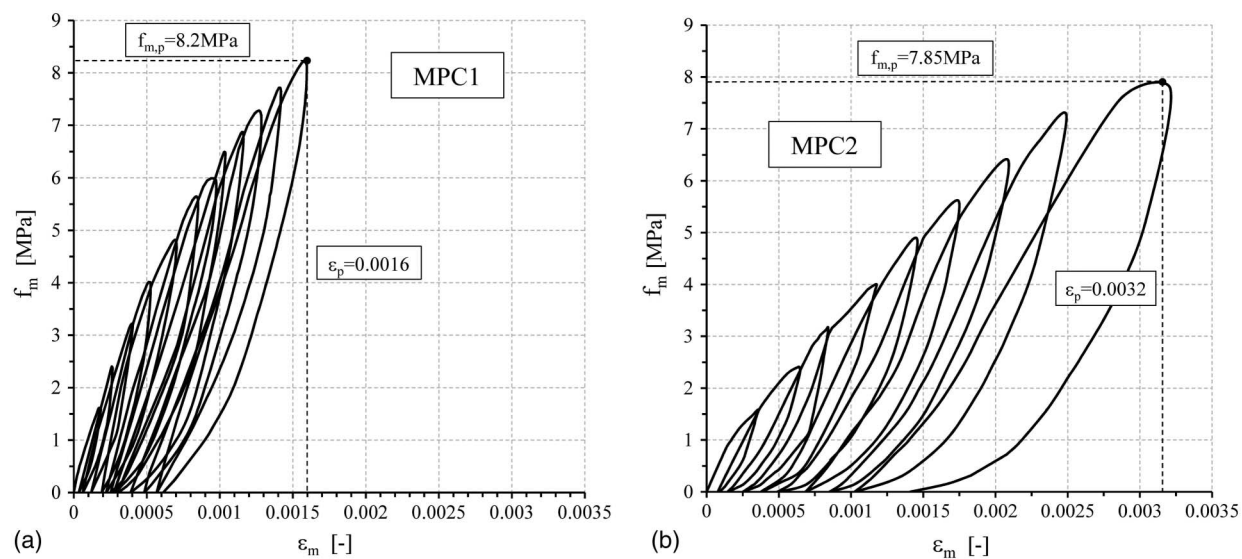 9
8
7
6
5
4
3
2
1
0
f_m [MPa]
f_m,p=8.2MPa
MPC1
ε_p=0.0016
0 0.0005 0.001 0.0015 0.002 0.0025 0.003 0.0035
(a)
ε_m [-]
9
8
7
6
5
4
3
2
1
0
f_m [MPa]
f_m,p=7.85MPa
MPC2
ε_p=0.0032
0 0.0005 0.001 0.0015 0.002 0.0025 0.003 0.0035
(b)
ε_m [-]